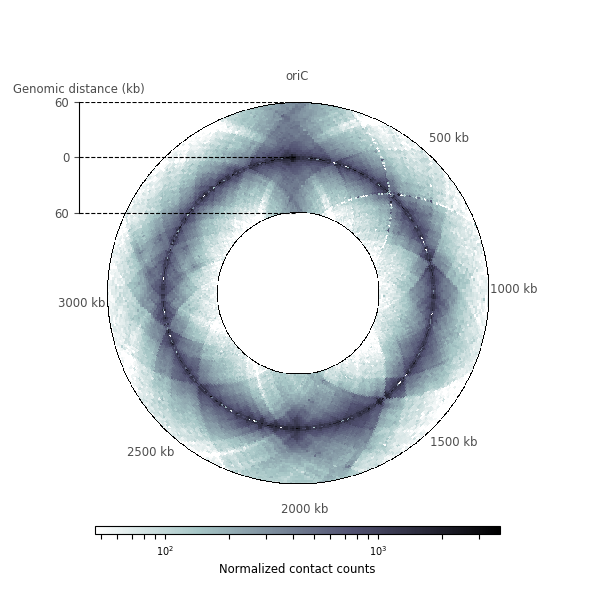 oriC
Genomic distance (kb)
60
0
60
500 kb
1000 kb
3000 kb
1500 kb
2500 kb
2000 kb
10²
10³
Normalized contact counts